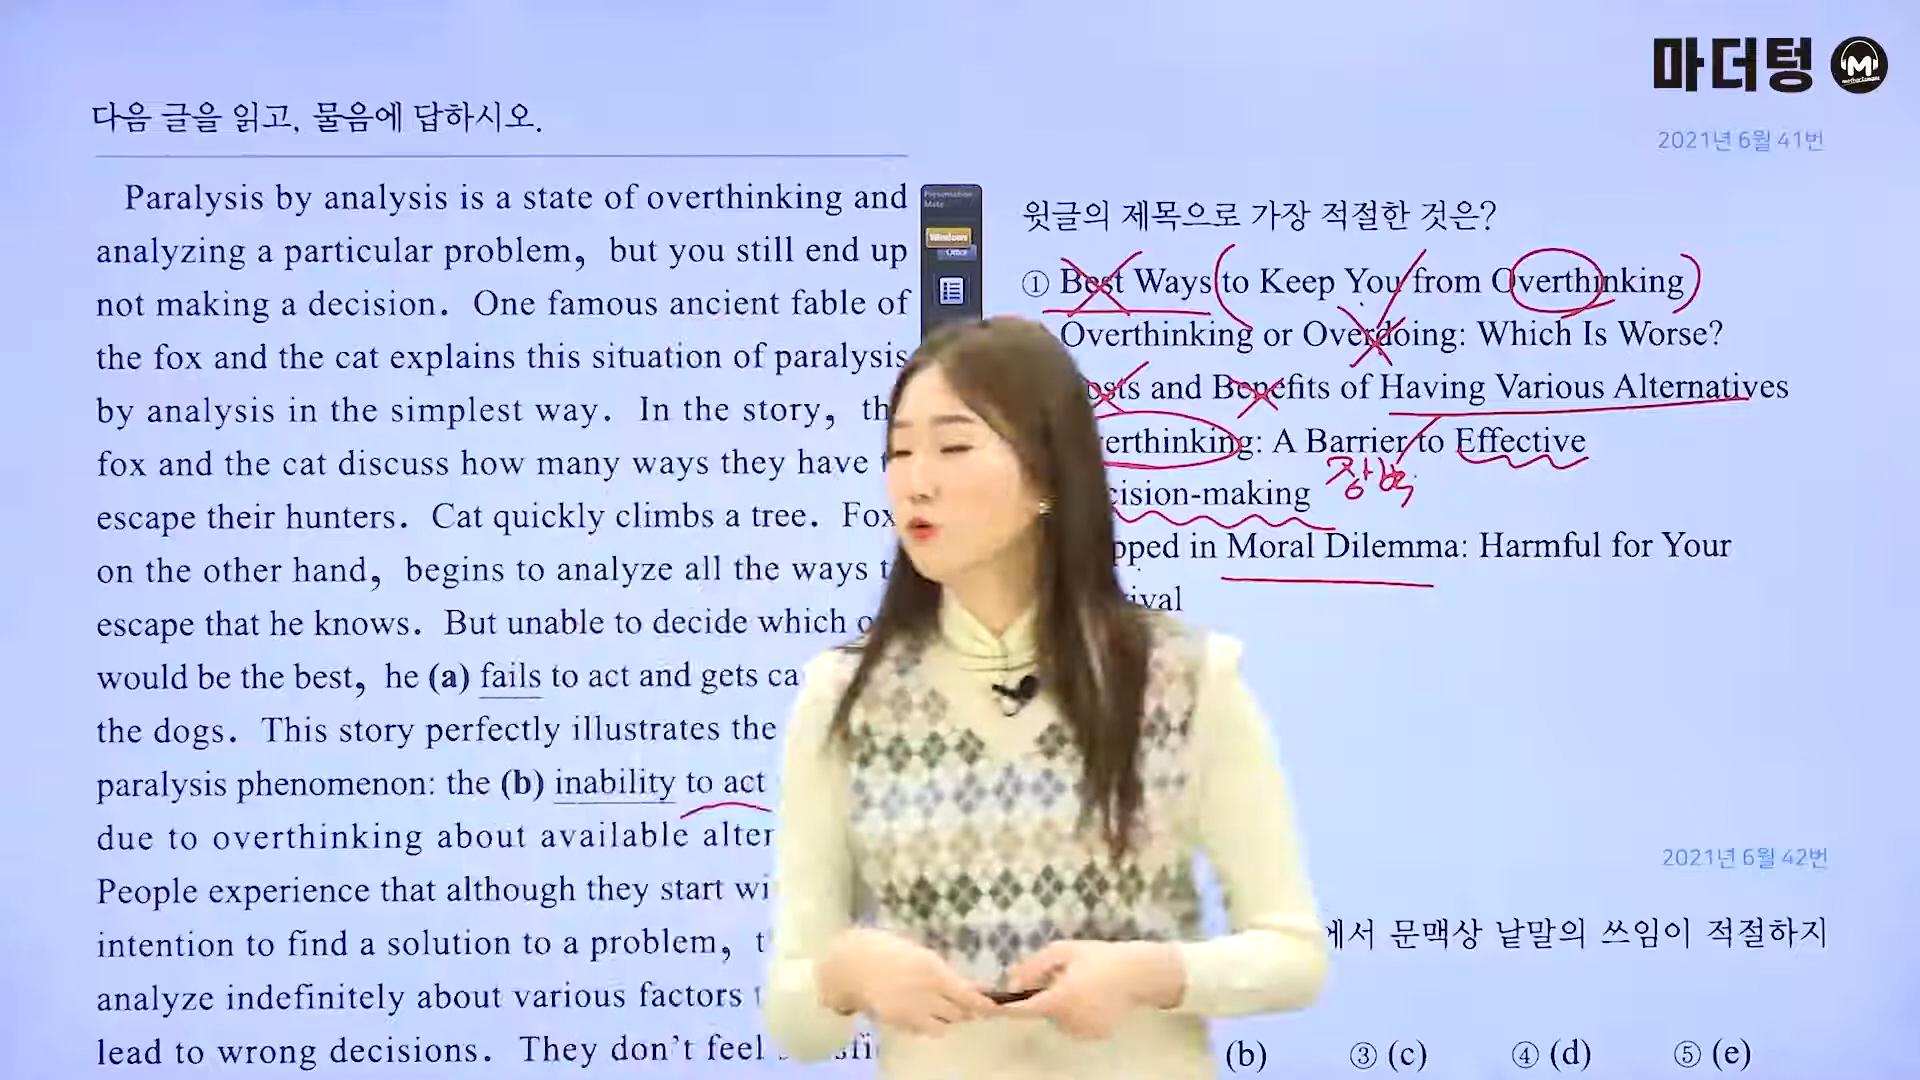 마더텅
2021년 6월 41번
다음 글을 읽고, 물음에 답하시오.
Paralysis by analysis is a state of overthinking and
analyzing a particular problem, but you still end up
not making a decision. One famous ancient fable of
the fox and the cat explains this situation of paralysis
by analysis in the simplest way. In the story,
fox and the cat discuss how many ways they have
escape their hunters. Cat quickly climbs a tree. Fox
on the other hand, begins to analyze all the ways
escape that he knows. But unable to decide which
would be the best, he (a) fails to act and gets
the dogs. This story perfectly illustrates the
paralysis phenomenon: the (b) inability to act
due to overthinking about available
People experience that although they start
intention to find a solution to a problem,
analyze indefinitely about various factors
lead to wrong decisions. They don't feel
Presentation
Mate
Windows
Office
윗글의 제목으로 가장 적절한 것은?
① Best Ways to Keep You from Overthinking
Overthinking or Overdoing: Which Is Worse?
and Benefits of Having Various Alternatives
: A Barrier to Effective
장벽
-making
in Moral Dilemma: Harmful for Your
2021년 6월 42번
에서 문맥상 낱말의 쓰임이 적절하지
(b) ③ (c) ④ (d) ⑤ (e)